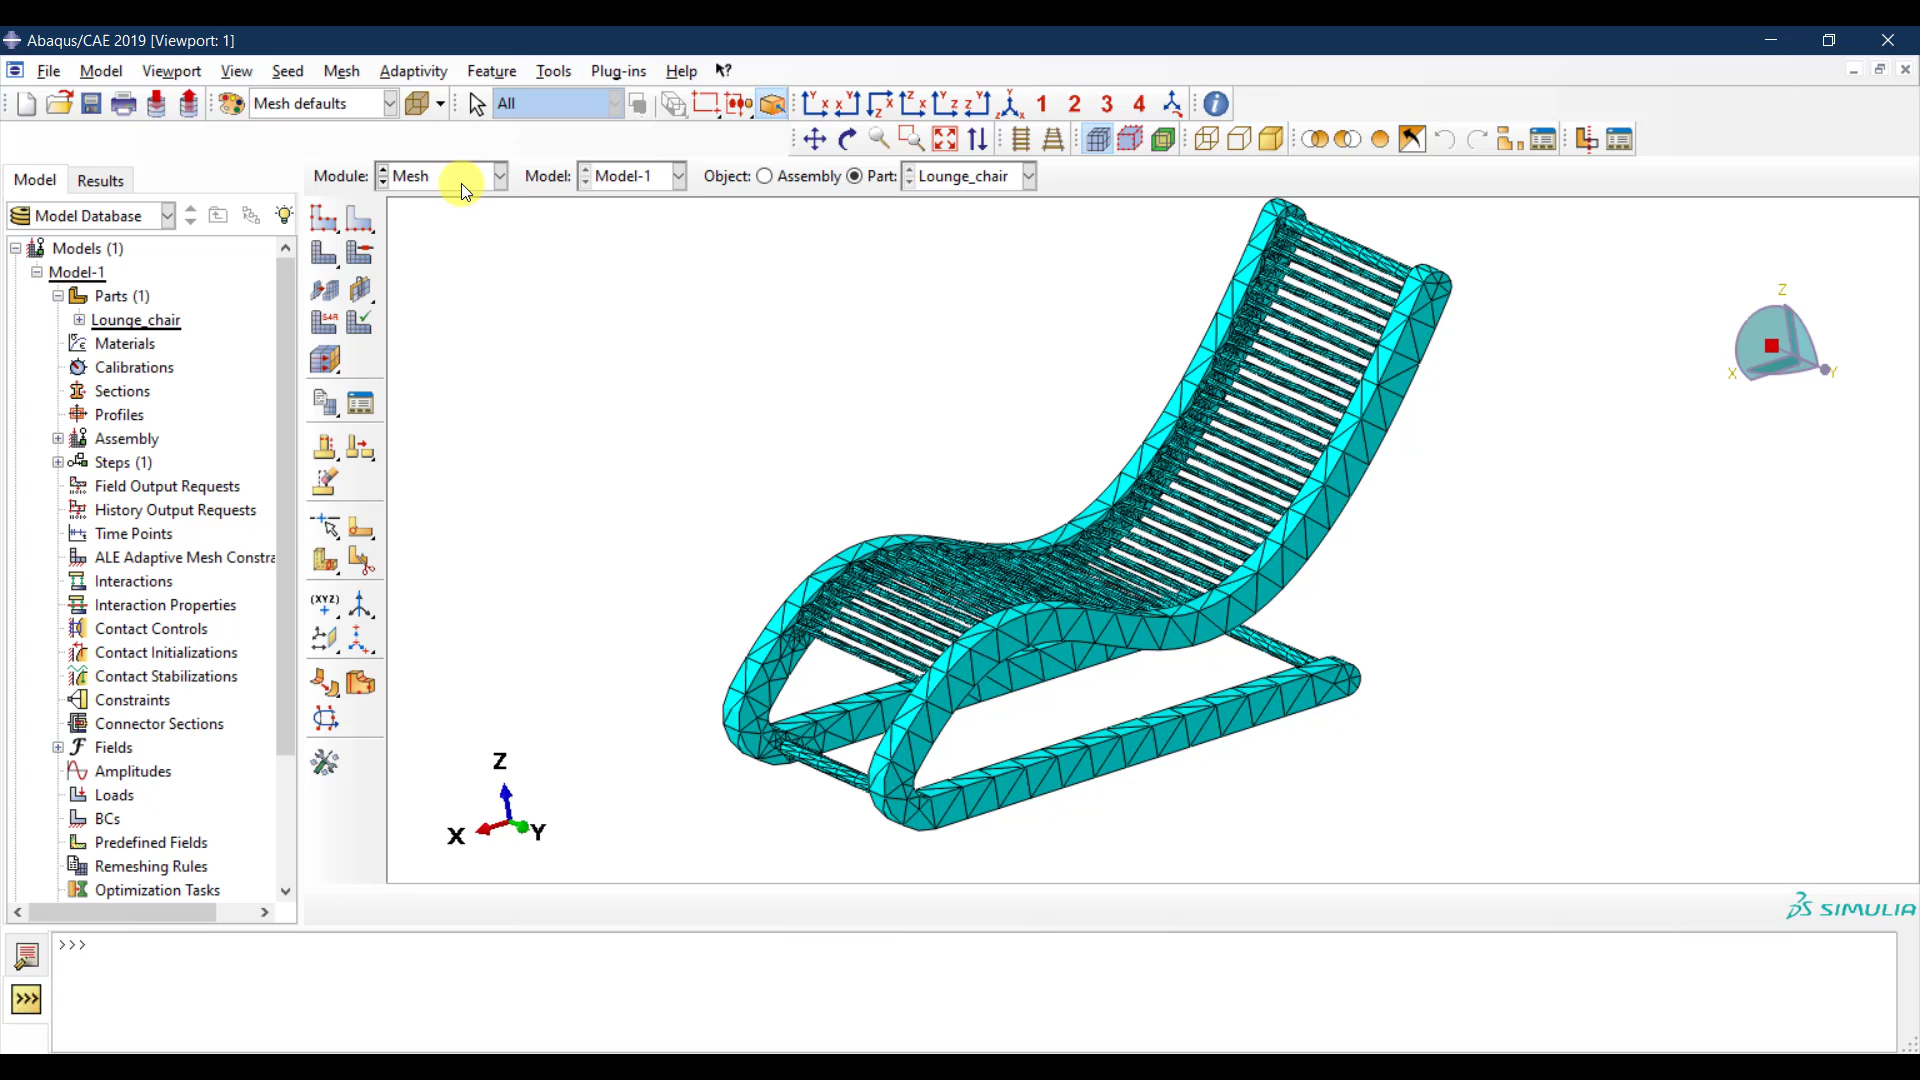 Abaqus/CAE 2019 [Viewport: 1]
File Model Viewport View Seed Mesh Adaptivity Feature Tools Plug-ins Help
Mesh defaults All 1 2 3 4
Model Results Module: Mesh Model: Model-1 Object: Assembly Part: Lounge_chair
Model Database
Models (1)
Model-1
Parts (1)
Lounge_chair
Materials
Calibrations
Sections
Profiles
Assembly
Steps (1)
Field Output Requests
History Output Requests
Time Points
ALE Adaptive Mesh Constra
Interactions
Interaction Properties
Contact Controls
Contact Initializations
Contact Stabilizations
Constraints
Connector Sections
Fields
Amplitudes
Loads
BCs
Predefined Fields
Remeshing Rules
Optimization Tasks
S4R
(XYZ)
Z
X Y
Z
X Y
SIMULIA
>>>
>>>